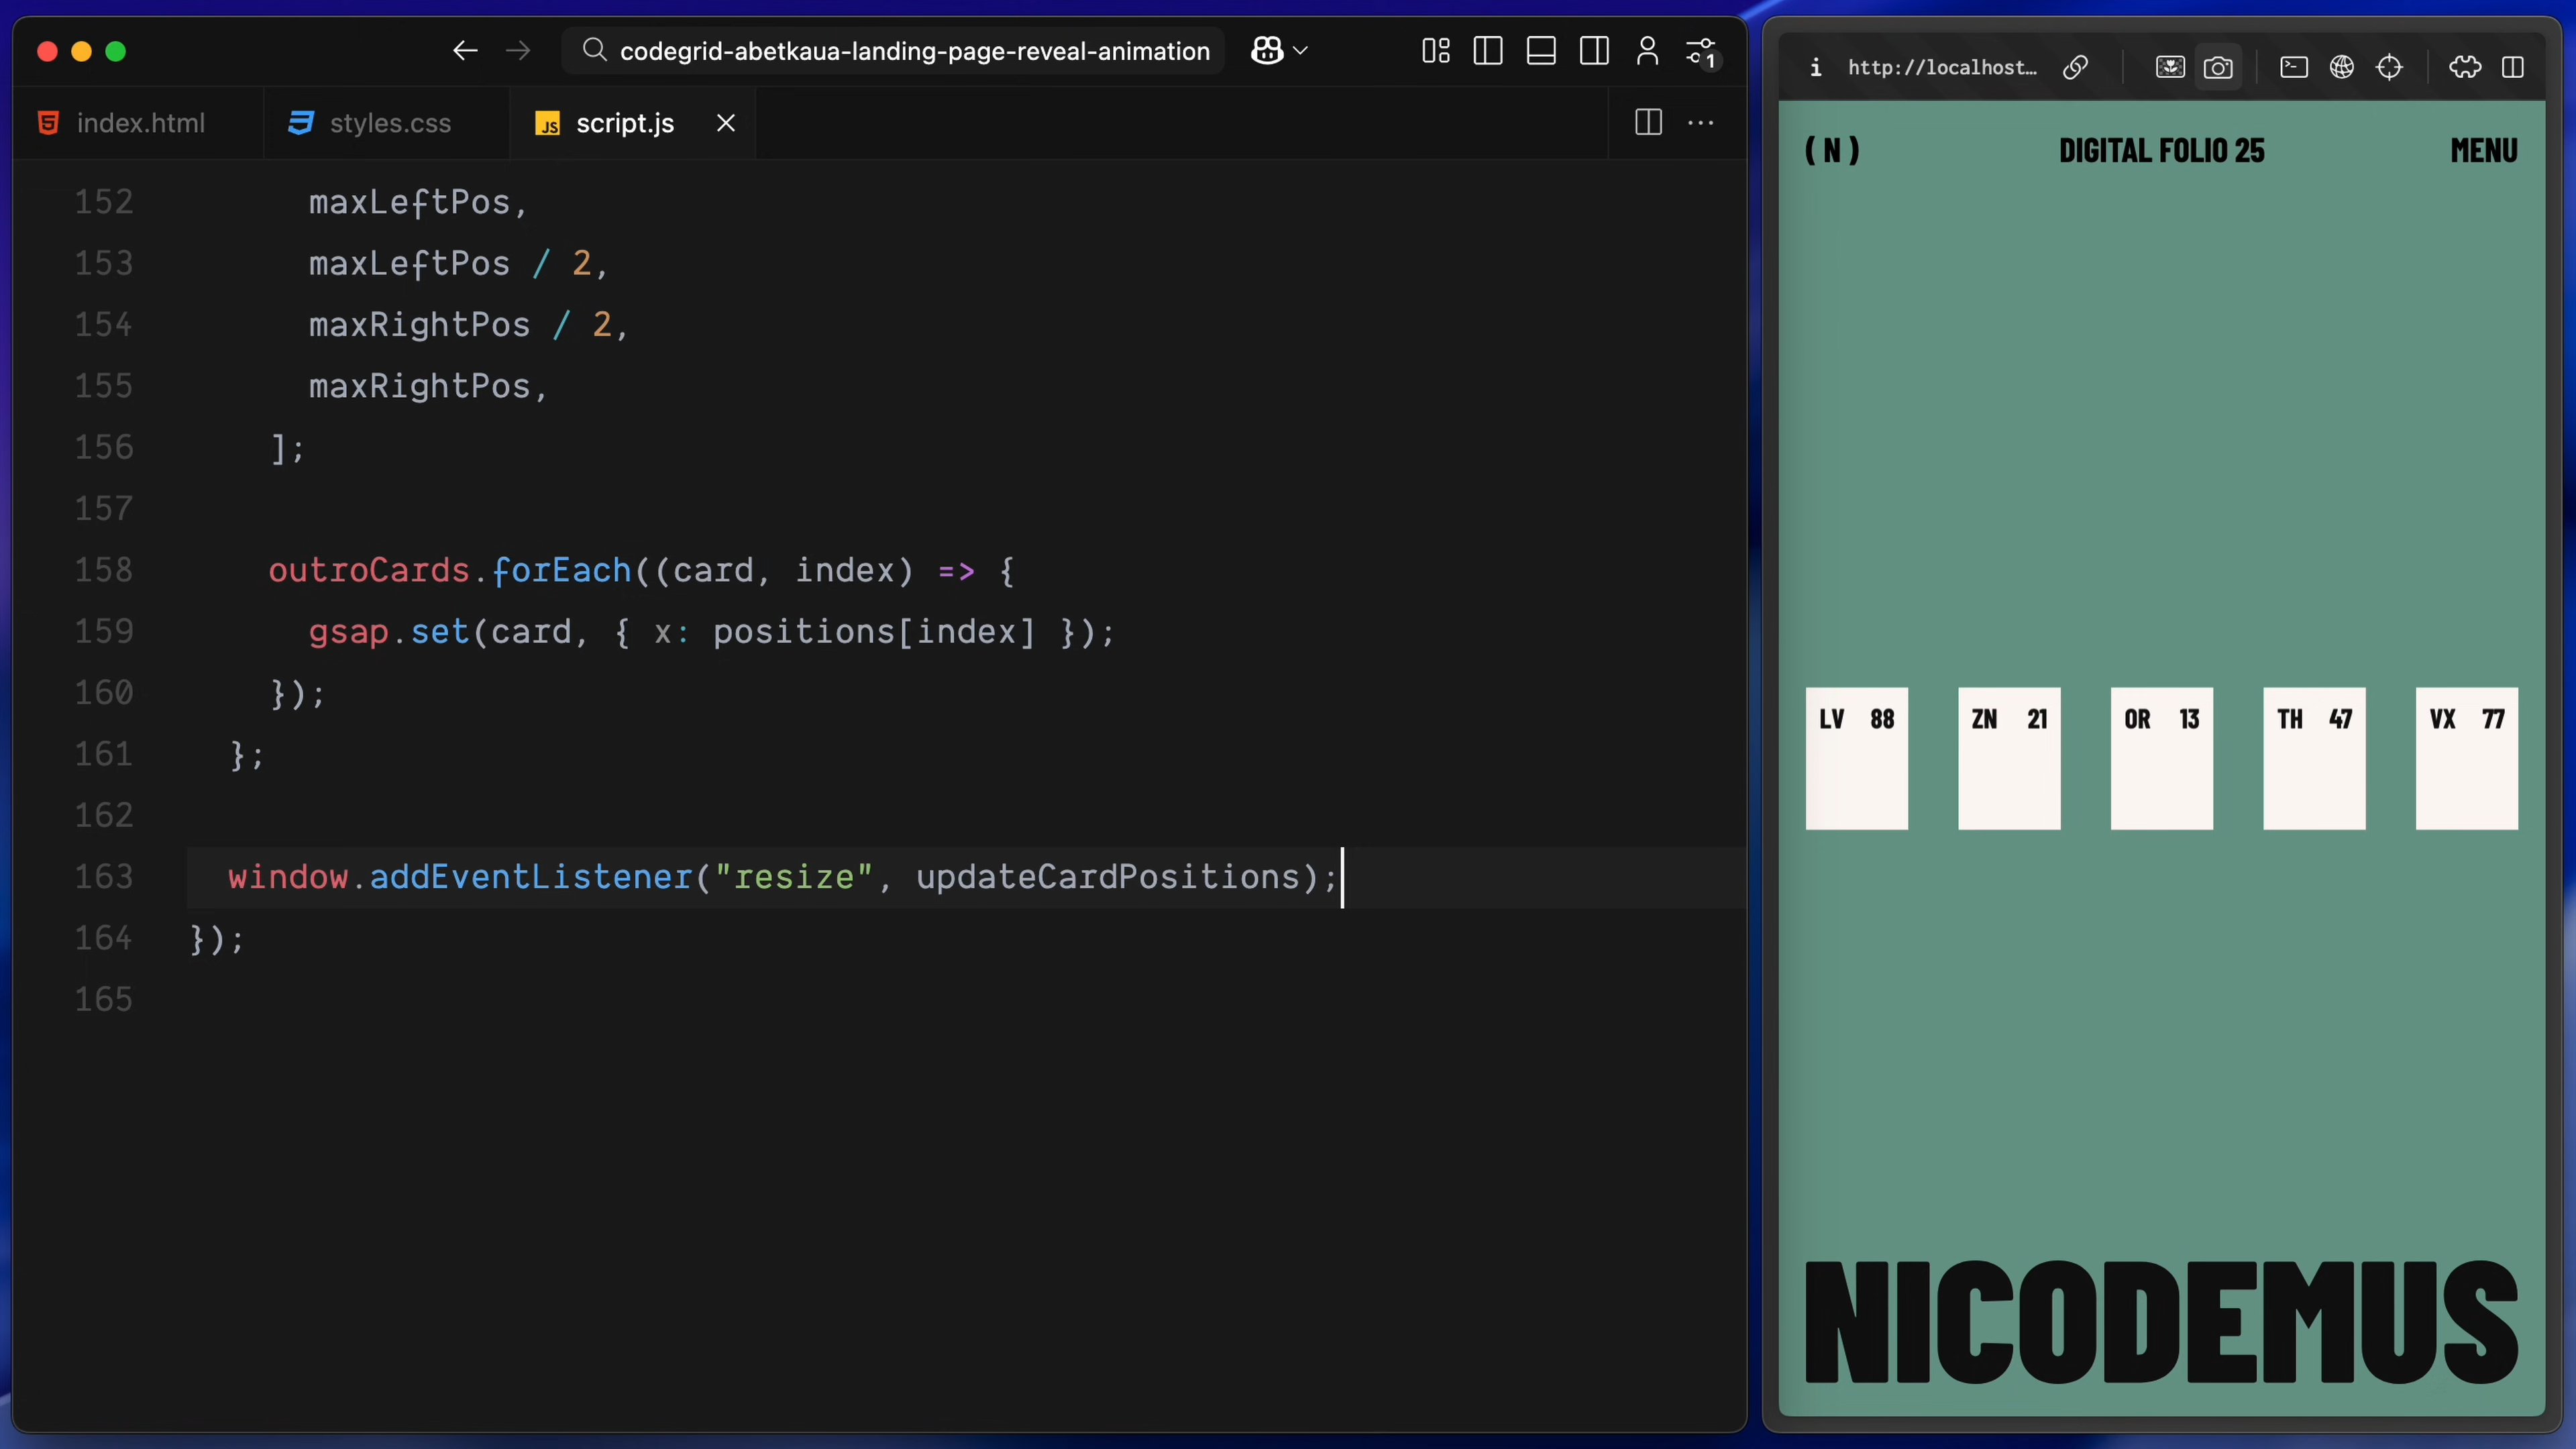 codegrid-abetkaua-landing-page-reveal-animation
1
index.html
styles.css
JS script.js
152 maxLeftPos,
153 maxLeftPos / 2,
154 maxRightPos / 2,
155 maxRightPos,
156 ];
157
158 outroCards.forEach((card, index) => {
159 gsap.set(card, { x: positions[index] });
160 });
161 };
162
163 window.addEventListener("resize", updateCardPositions);
164 });
165
http://localhost…
( N ) DIGITAL FOLIO 25 MENU
LV 88 ZN 21 OR 13 TH 47 VX 77
NICODEMUS